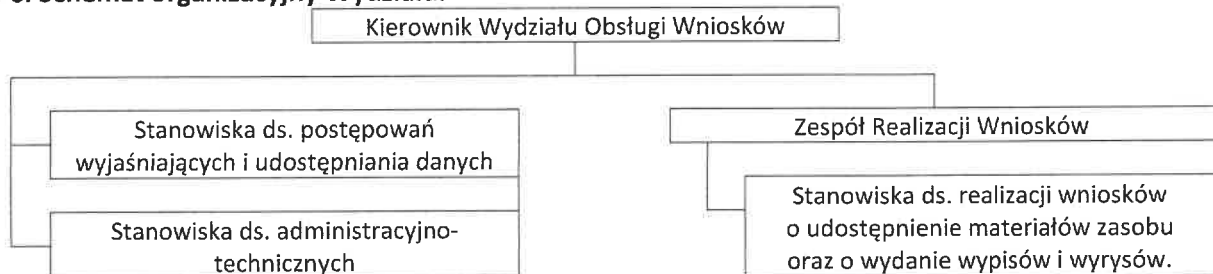 Kierownik Wydziału Obsługi Wniosków
Stanowiska ds. postępowań
wyjaśniających i udostępniania danych
Stanowiska ds. administracyjno-
technicznych
Zespół Realizacji Wniosków
Stanowiska ds. realizacji wniosków
o udostępnienie materiałów zasobu
oraz o wydanie wypisów i wyrysów.